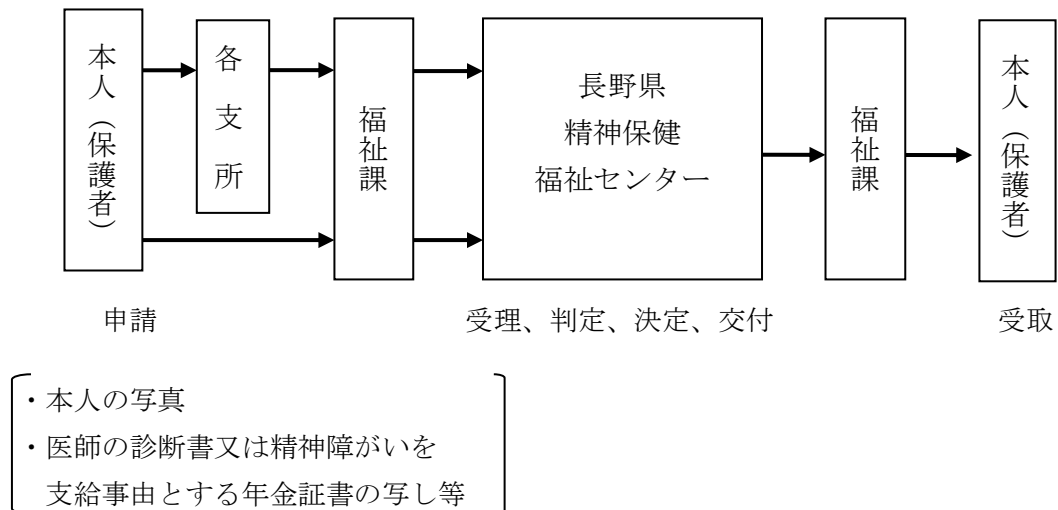 本人（保護者）
各支所
福祉課
長野県
精神保健
福祉センター
福祉課
本人（保護者）
申請
受理、判定、決定、交付
受取
・本人の写真
・医師の診断書又は精神障がいを
支給事由とする年金証書の写し等